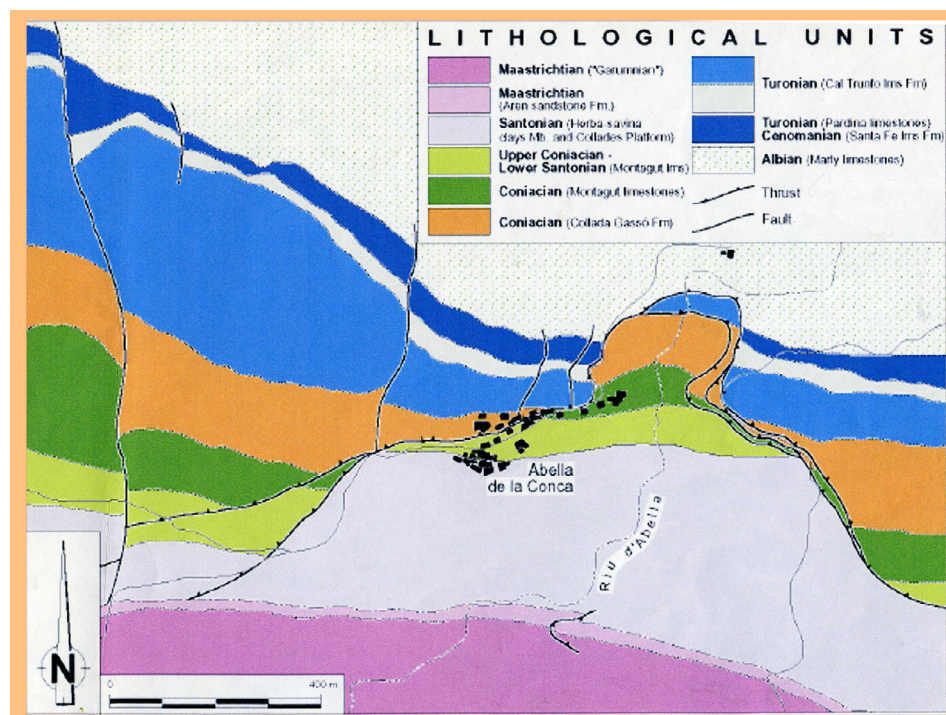 LITHOLOGICAL UNITS
Maastrichtian ("Garumnian")
Maastrichtian
(Aren sandstone Fm.)
Santonian (Herba-savina
days Mb. and Collades Platform)
Upper Coniacian -
Lower Santonian (Montagut lms)
Coniacian (Montagut limestones)
Coniacian (Collada Gassó Fm)
Turonian (Cal Trunfo lms Fm)
Turonian (Pardina limestones)
Cenomanian (Santa Fe lms Fm)
Albian (Marly limestones)
Thrust
Fault
Abella
de la Conca
Riu d'Abella
N
0 400 m